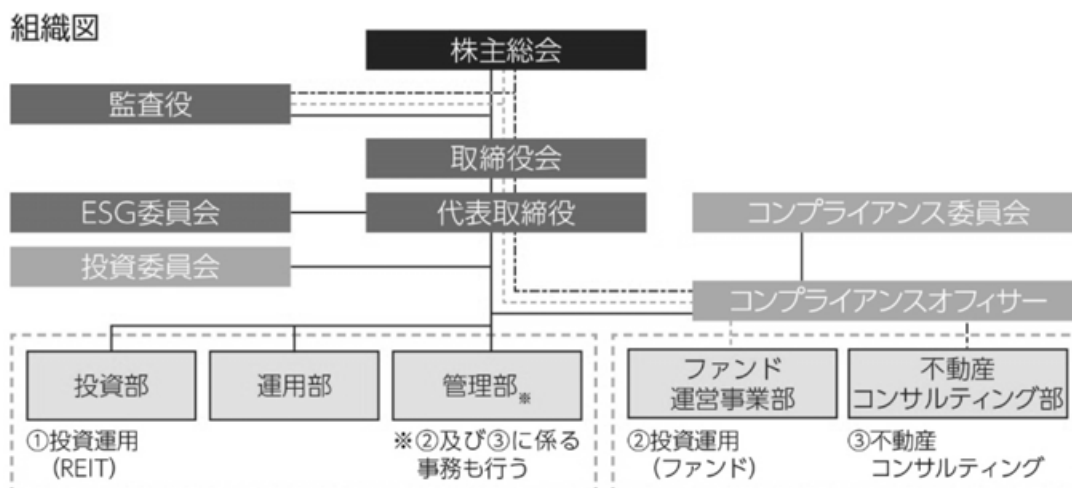 組織図
株主総会
監査役
取締役会
ESG委員会
代表取締役
コンプライアンス委員会
投資委員会
コンプライアンスオフィサー
投資部
運用部
管理部※
ファンド
運営事業部
不動産
コンサルティング部
①投資運用
（REIT）
※②及び③に係る
事務も行う
②投資運用
（ファンド）
③不動産
コンサルティング